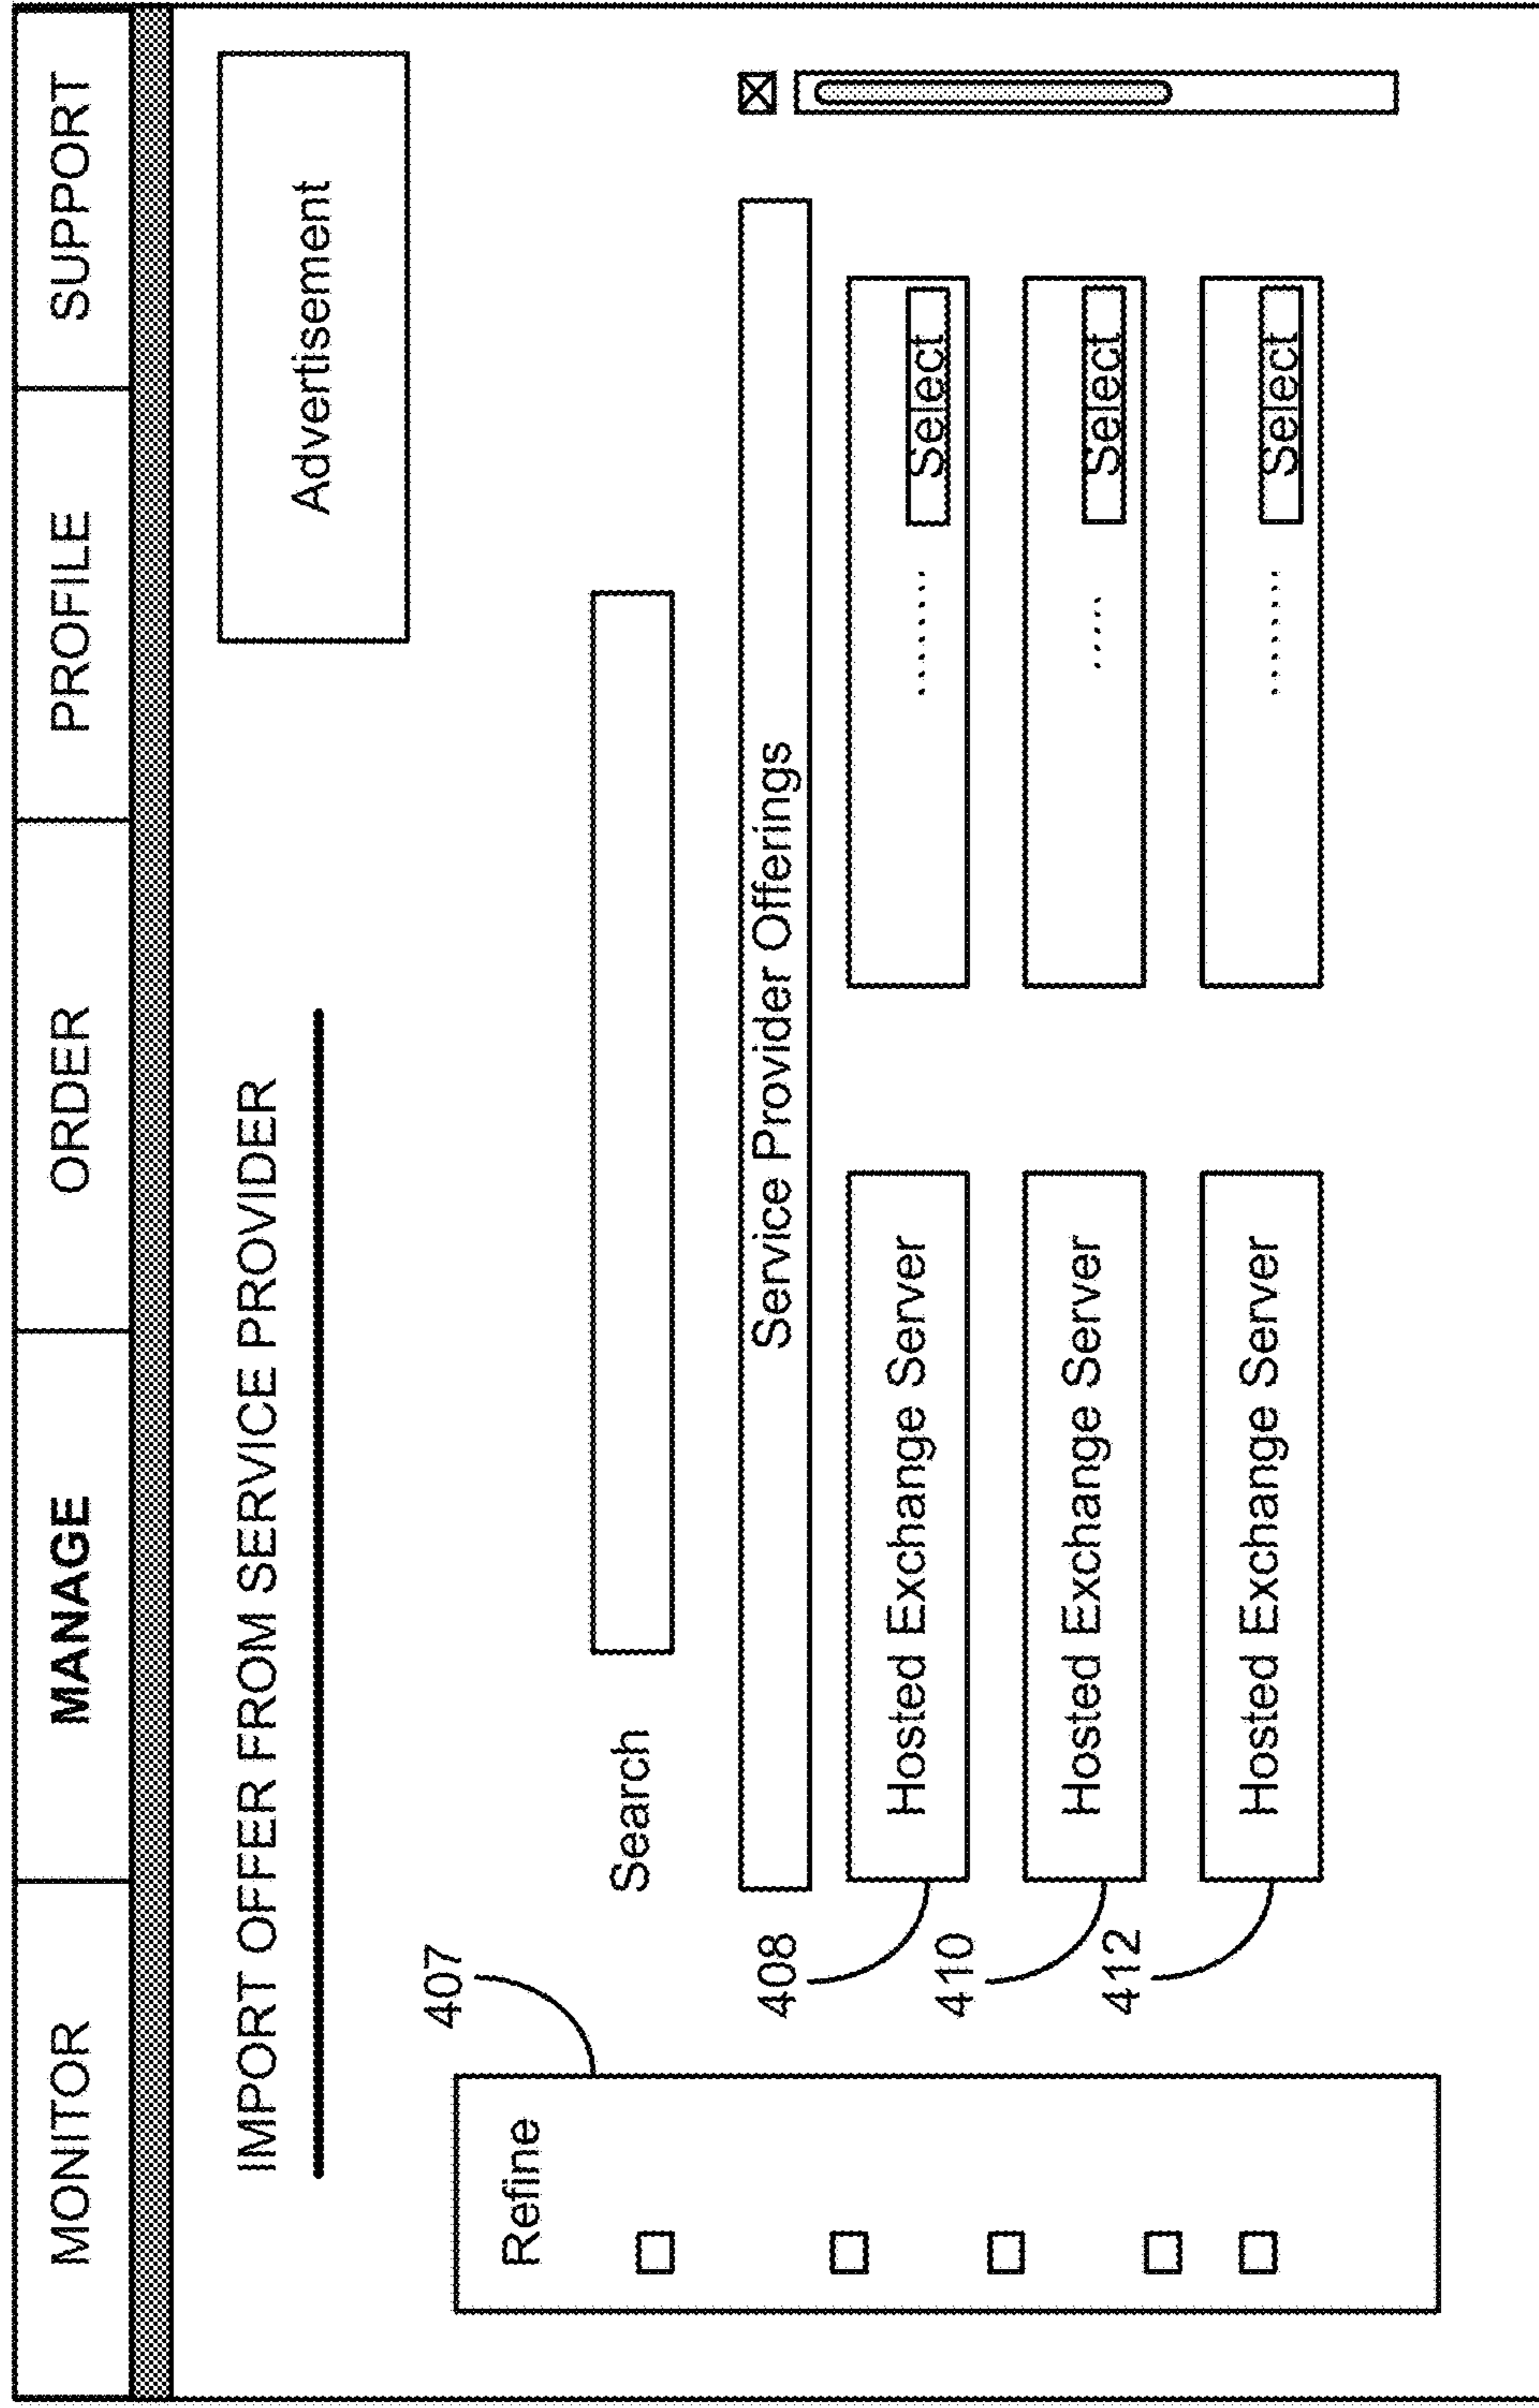 MONITOR MANAGE ORDER PROFILE SUPPORT
IMPORT OFFER FROM SERVICE PROVIDER
Advertisement
407
Refine
Search
Service Provider Offerings
408 Hosted Exchange Server ....... Select
410 Hosted Exchange Server .... Select
412 Hosted Exchange Server ....... Select